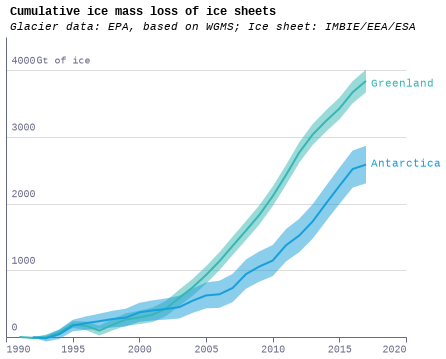 Cumulative ice mass loss of ice sheets
Glacier data: EPA, based on WGMS; Ice sheet: IMBIE/EEA/ESA
4000 Gt of ice
Greenland
3000
Antarctica
2000
1000
0
1990 1995 2000 2005 2010 2015 2020